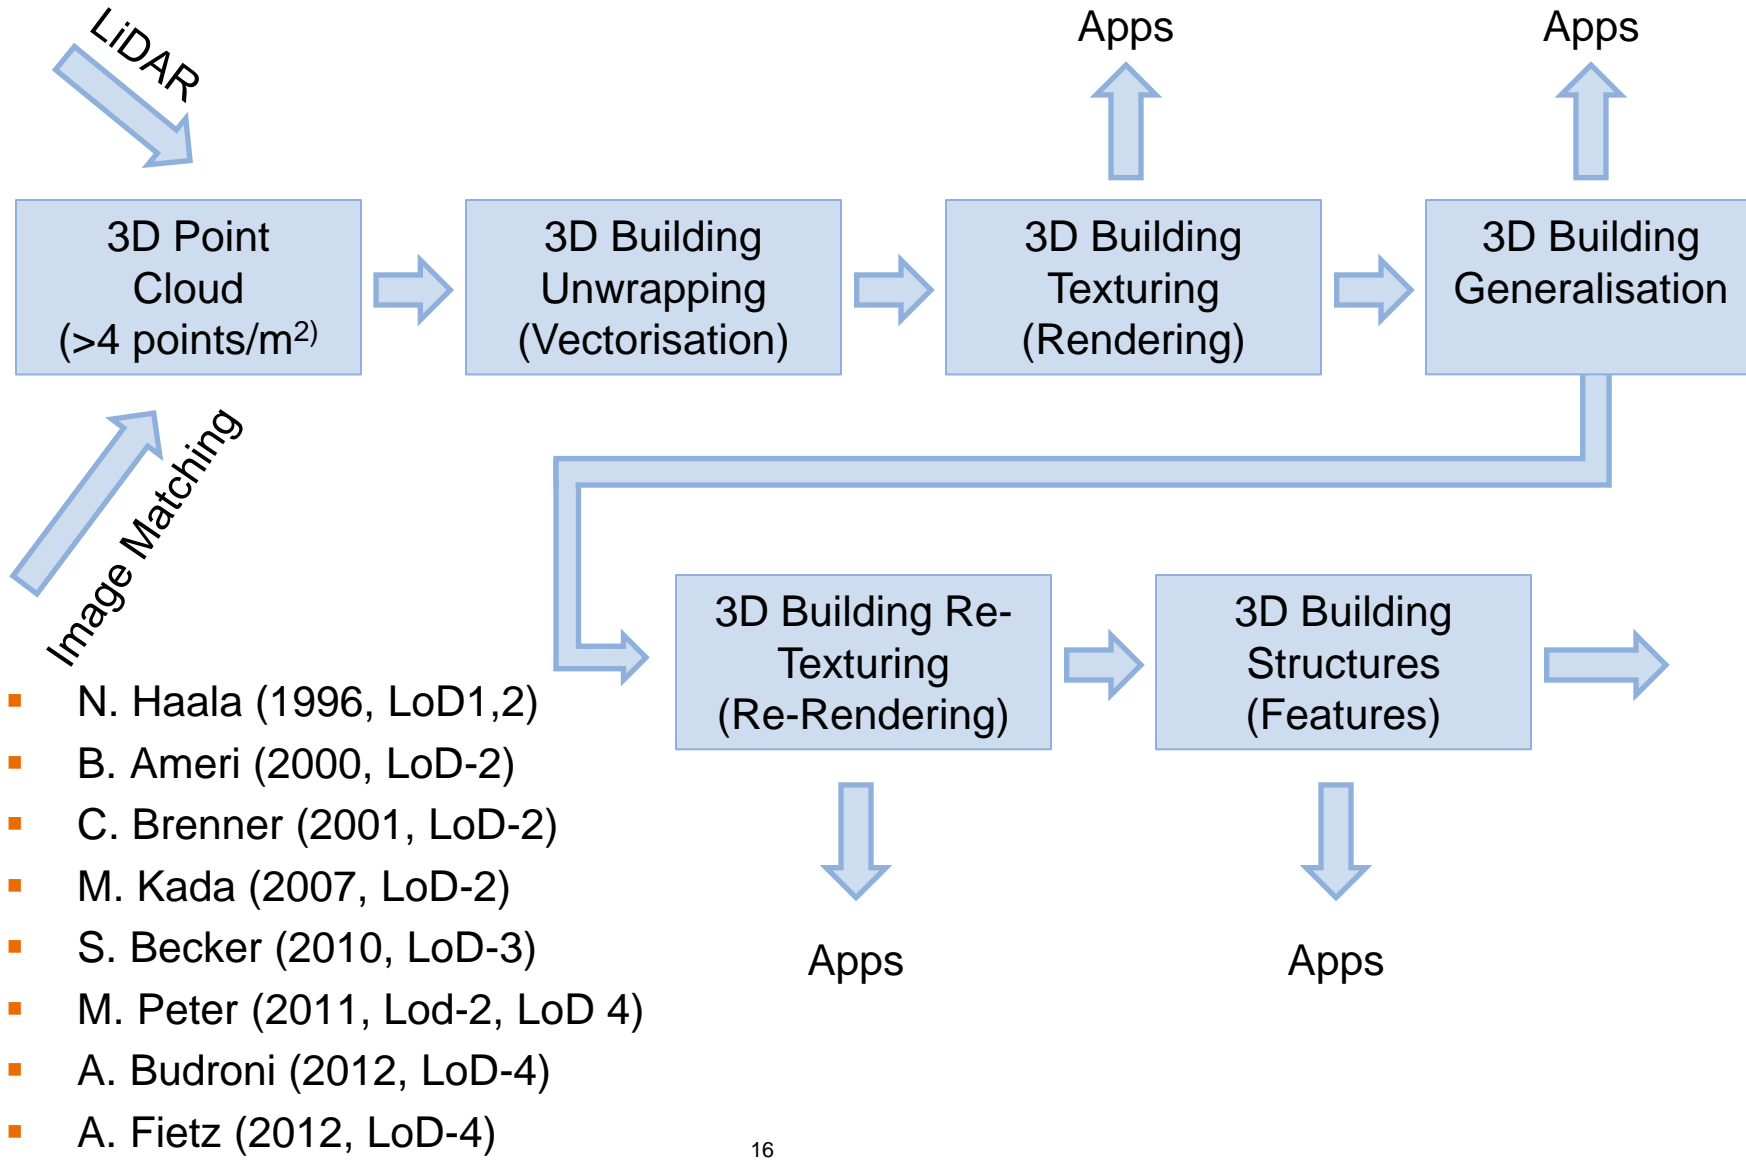 LiDAR
Apps
Apps
3D Point
Cloud
(>4 points/m2)
3D Building
Unwrapping
(Vectorisation)
3D Building
Texturing
(Rendering)
3D Building
Generalisation
Image Matching
3D Building Re-
Texturing
(Re-Rendering)
3D Building
Structures
(Features)
Apps
Apps
▪ N. Haala (1996, LoD1,2)
▪ B. Ameri (2000, LoD-2)
▪ C. Brenner (2001, LoD-2)
▪ M. Kada (2007, LoD-2)
▪ S. Becker (2010, LoD-3)
▪ M. Peter (2011, Lod-2, LoD 4)
▪ A. Budroni (2012, LoD-4)
▪ A. Fietz (2012, LoD-4)
16